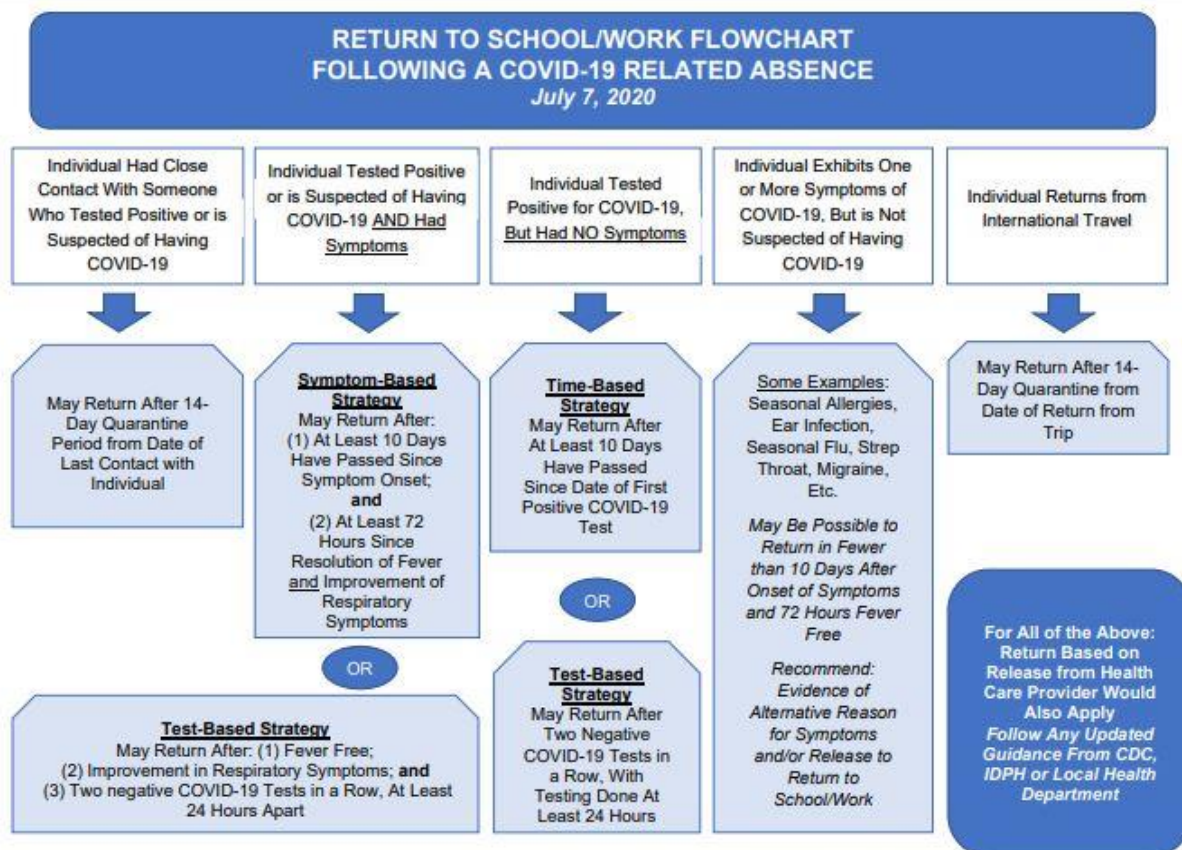 RETURN TO SCHOOL/WORK FLOWCHART
FOLLOWING A COVID-19 RELATED ABSENCE
July 7, 2020
Individual Had Close
Contact With Someone
Who Tested Positive or is
Suspected of Having
COVID-19
May Return After 14-
Day Quarantine
Period from Date of
Last Contact with
Individual
Individual Tested Positive
or is Suspected of Having
COVID-19 AND Had
Symptoms
Symptom-Based
Strategy
May Return After:
(1) At Least 10 Days
Have Passed Since
Symptom Onset;
and
(2) At Least 72
Hours Since
Resolution of Fever
and Improvement of
Respiratory
Symptoms
OR
Test-Based Strategy
May Return After: (1) Fever Free;
(2) Improvement in Respiratory Symptoms; and
(3) Two negative COVID-19 Tests in a Row, At Least
24 Hours Apart
Individual Tested
Positive for COVID-19,
But Had NO Symptoms
Time-Based
Strategy
May Return After
At Least 10 Days
Have Passed
Since Date of First
Positive COVID-19
Test
OR
Test-Based
Strategy
May Return After
Two Negative
COVID-19 Tests in
a Row, With
Testing Done At
Least 24 Hours
Individual Exhibits One
or More Symptoms of
COVID-19, But is Not
Suspected of Having
COVID-19
Some Examples:
Seasonal Allergies,
Ear Infection,
Seasonal Flu, Strep
Throat, Migraine,
Etc.
May Be Possible to
Return in Fewer
than 10 Days After
Onset of Symptoms
and 72 Hours Fever
Free
Recommend:
Evidence of
Alternative Reason
for Symptoms
and/or Release to
Return to
School/Work
Individual Returns from
International Travel
May Return After 14-
Day Quarantine from
Date of Return from
Trip
For All of the Above:
Return Based on
Release from Health
Care Provider Would
Also Apply
Follow Any Updated
Guidance From CDC,
IDPH or Local Health
Department